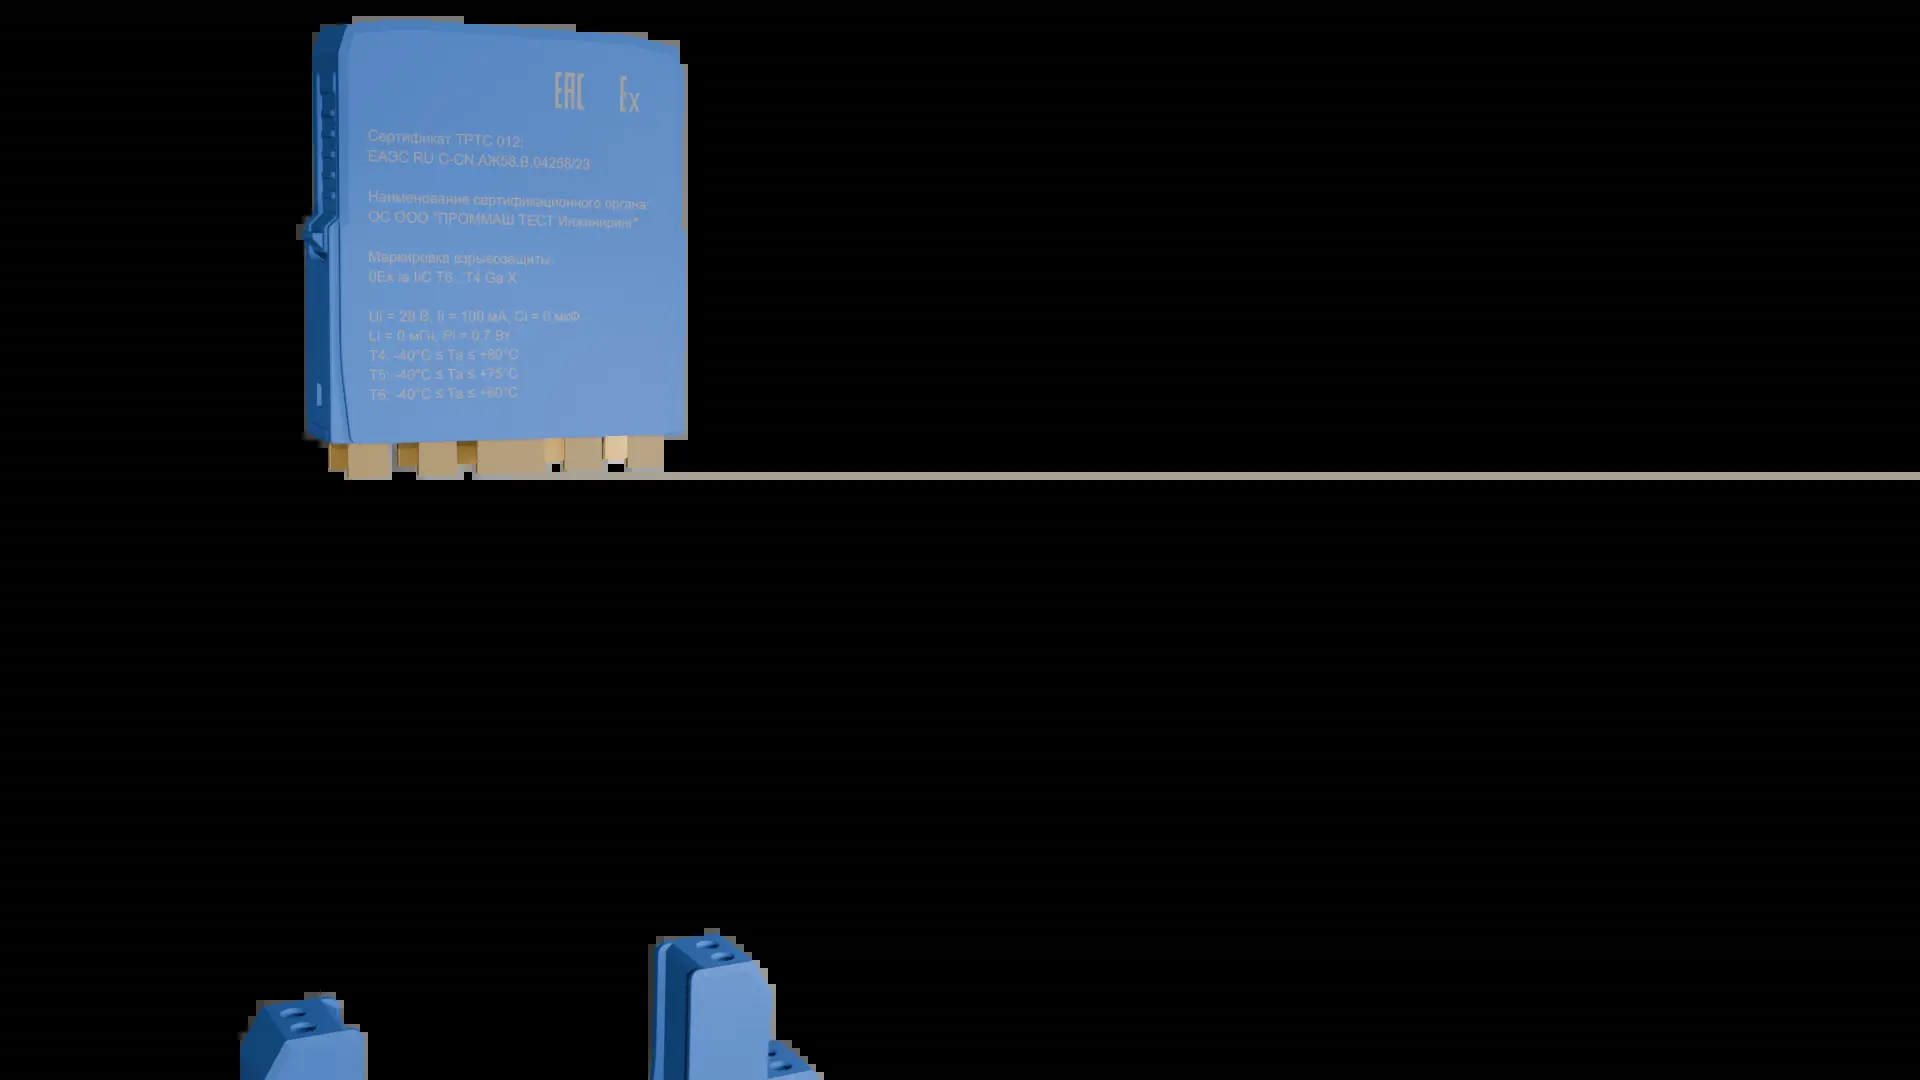 EAC Ex
Сертификат ТРТС 012:
ЕАЭС RU C-CN.АЖ58.В.04268/23
Наименование сертификационного органа:
ОС ООО "ПРОММАШ ТЕСТ Инжиниринг"
Маркировка взрывозащиты:
0Ex ia IIC T6...T4 Ga X
Ui = 28 В, Ii = 100 мА, Ci = 0 мкФ
Li = 0 мГн, Pi = 0.7 Вт
T4: -40°C ≤ Ta ≤ +80°C
T5: -40°C ≤ Ta ≤ +75°C
T6: -40°C ≤ Ta ≤ +60°C